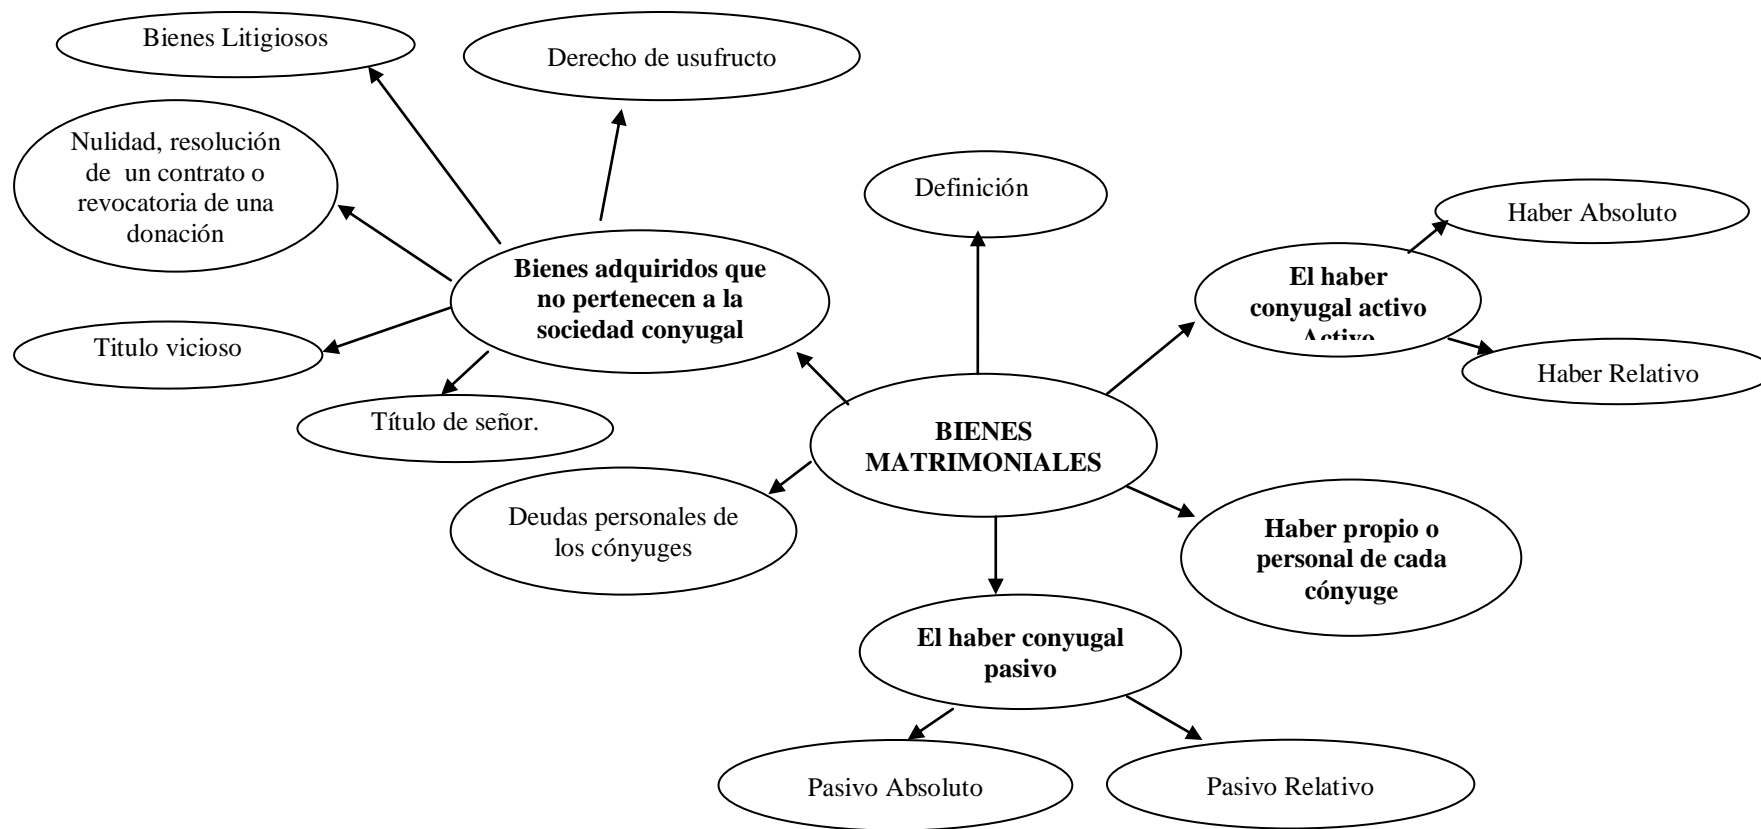 Bienes Litigiosos
Derecho de usufructo
Nulidad, resolución
de un contrato o
revocatoria de una
donación
Definición
Haber Absoluto
Bienes adquiridos que
no pertenecen a la
sociedad conyugal
El haber
conyugal activo
Activo
Titulo vicioso
Haber Relativo
Título de señor.
BIENES
MATRIMONIALES
Deudas personales de
los cónyuges
Haber propio o
personal de cada
cónyuge
El haber conyugal
pasivo
Pasivo Absoluto
Pasivo Relativo